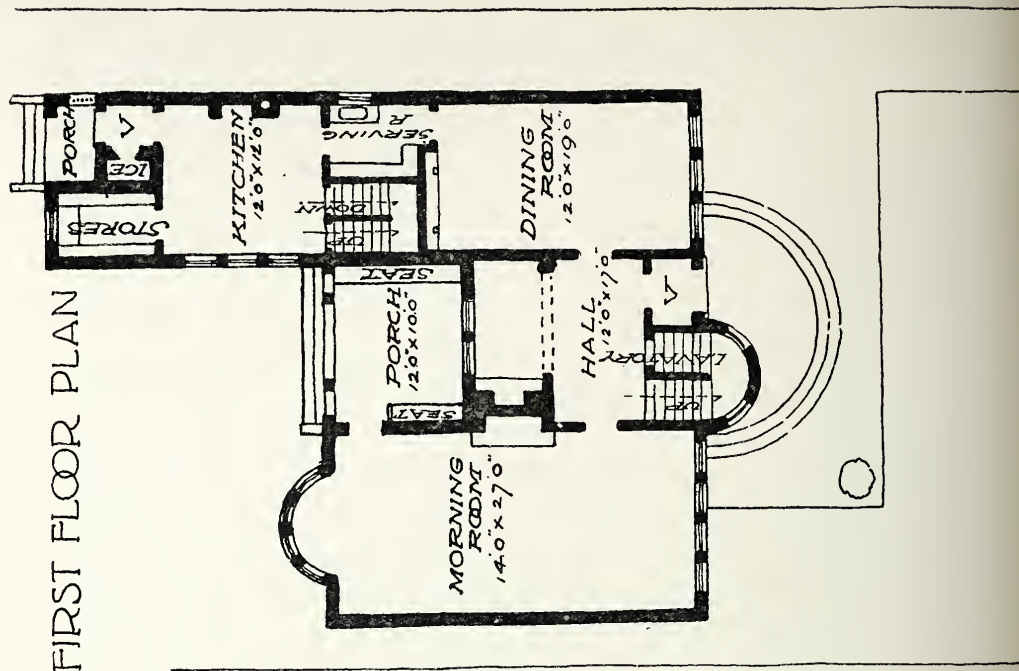 FIRST FLOOR PLAN
PORCH
V
ICE
STORES
KITCHEN
12'0"X12'0"
SERVING
R
DOWN
UP
DINING
ROOM
12'0"X19'0"
SEAT
PORCH
12'0"X10'0"
SEAT
HALL
12'0"X17'0"
V
LAVATORY
UP
MORNING
ROOM
14'0"X27'0"